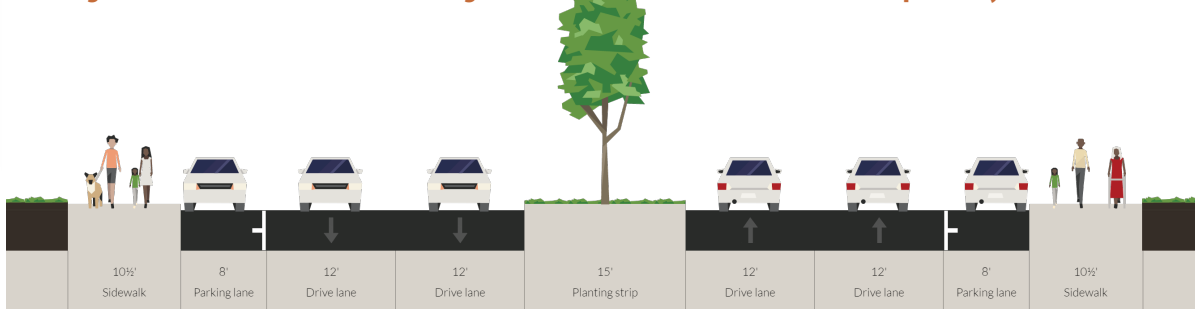 10½'
Sidewalk
8'
Parking lane
12'
Drive lane
12'
Drive lane
15'
Planting strip
12'
Drive lane
12'
Drive lane
8'
Parking lane
10½'
Sidewalk